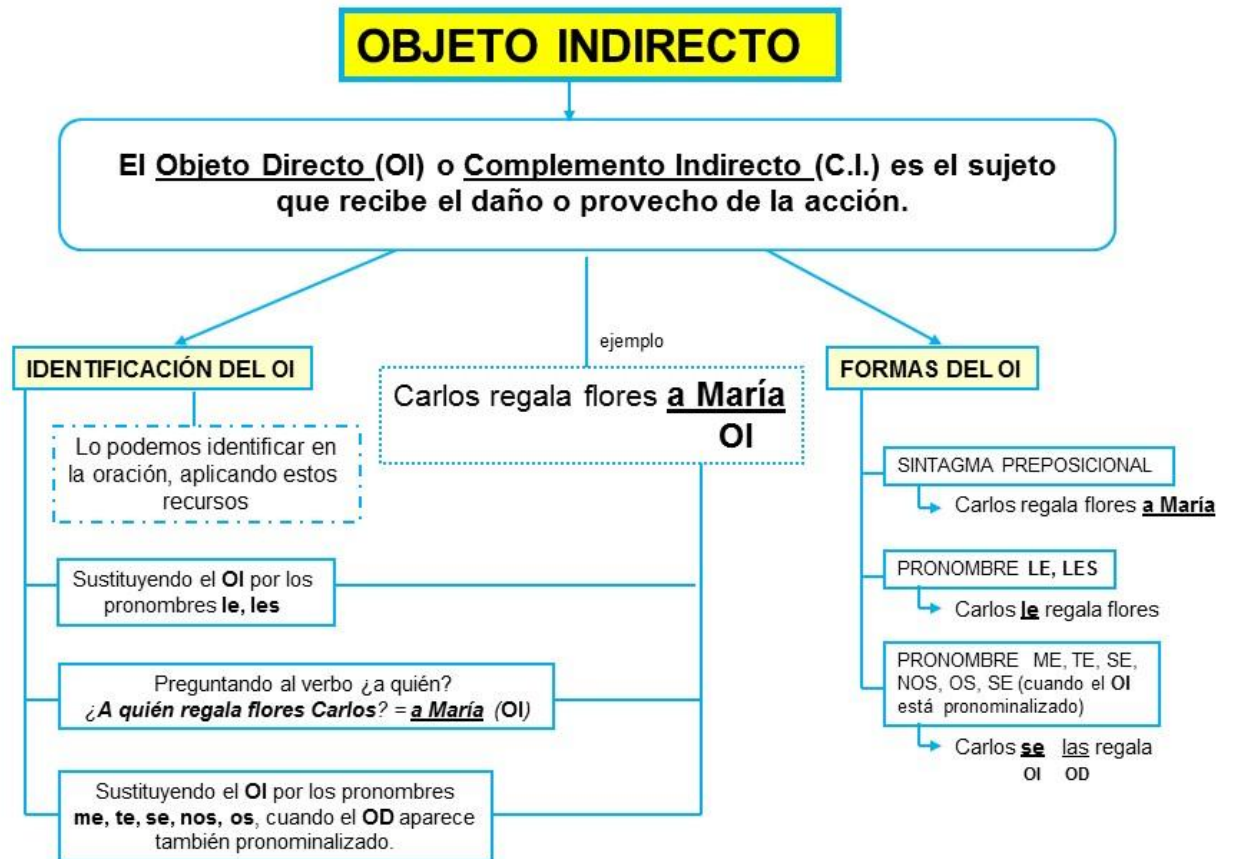 OBJETO INDIRECTO
El Objeto Directo (OI) o Complemento Indirecto (C.I.) es el sujeto
que recibe el daño o provecho de la acción.
IDENTIFICACIÓN DEL OI
Lo podemos identificar en
la oración, aplicando estos
recursos
Sustituyendo el OI por los
pronombres le, les
Preguntando al verbo ¿a quién?
¿A quién regala flores Carlos? = a María (OI)
Sustituyendo el OI por los pronombres
me, te, se, nos, os, cuando el OD aparece
también pronominalizado.
ejemplo
Carlos regala flores a María
OI
FORMAS DEL OI
SINTAGMA PREPOSICIONAL
Carlos regala flores a María
PRONOMBRE LE, LES
Carlos le regala flores
PRONOMBRE ME, TE, SE,
NOS, OS, SE (cuando el OI
está pronominalizado)
Carlos se las regala
OI OD